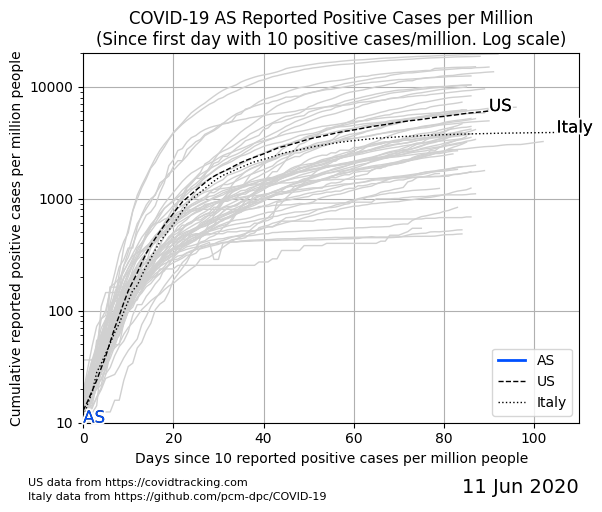 COVID-19 AS Reported Positive Cases per Million
(Since first day with 10 positive cases/million. Log scale)
Cumulative reported positive cases per million people
10000
1000
100
10
US
Italy
AS
AS
US
Italy
0
20
40
60
80
100
Days since 10 reported positive cases per million people
US data from https://covidtracking.com
Italy data from https://github.com/pcm-dpc/COVID-19
11 Jun 2020